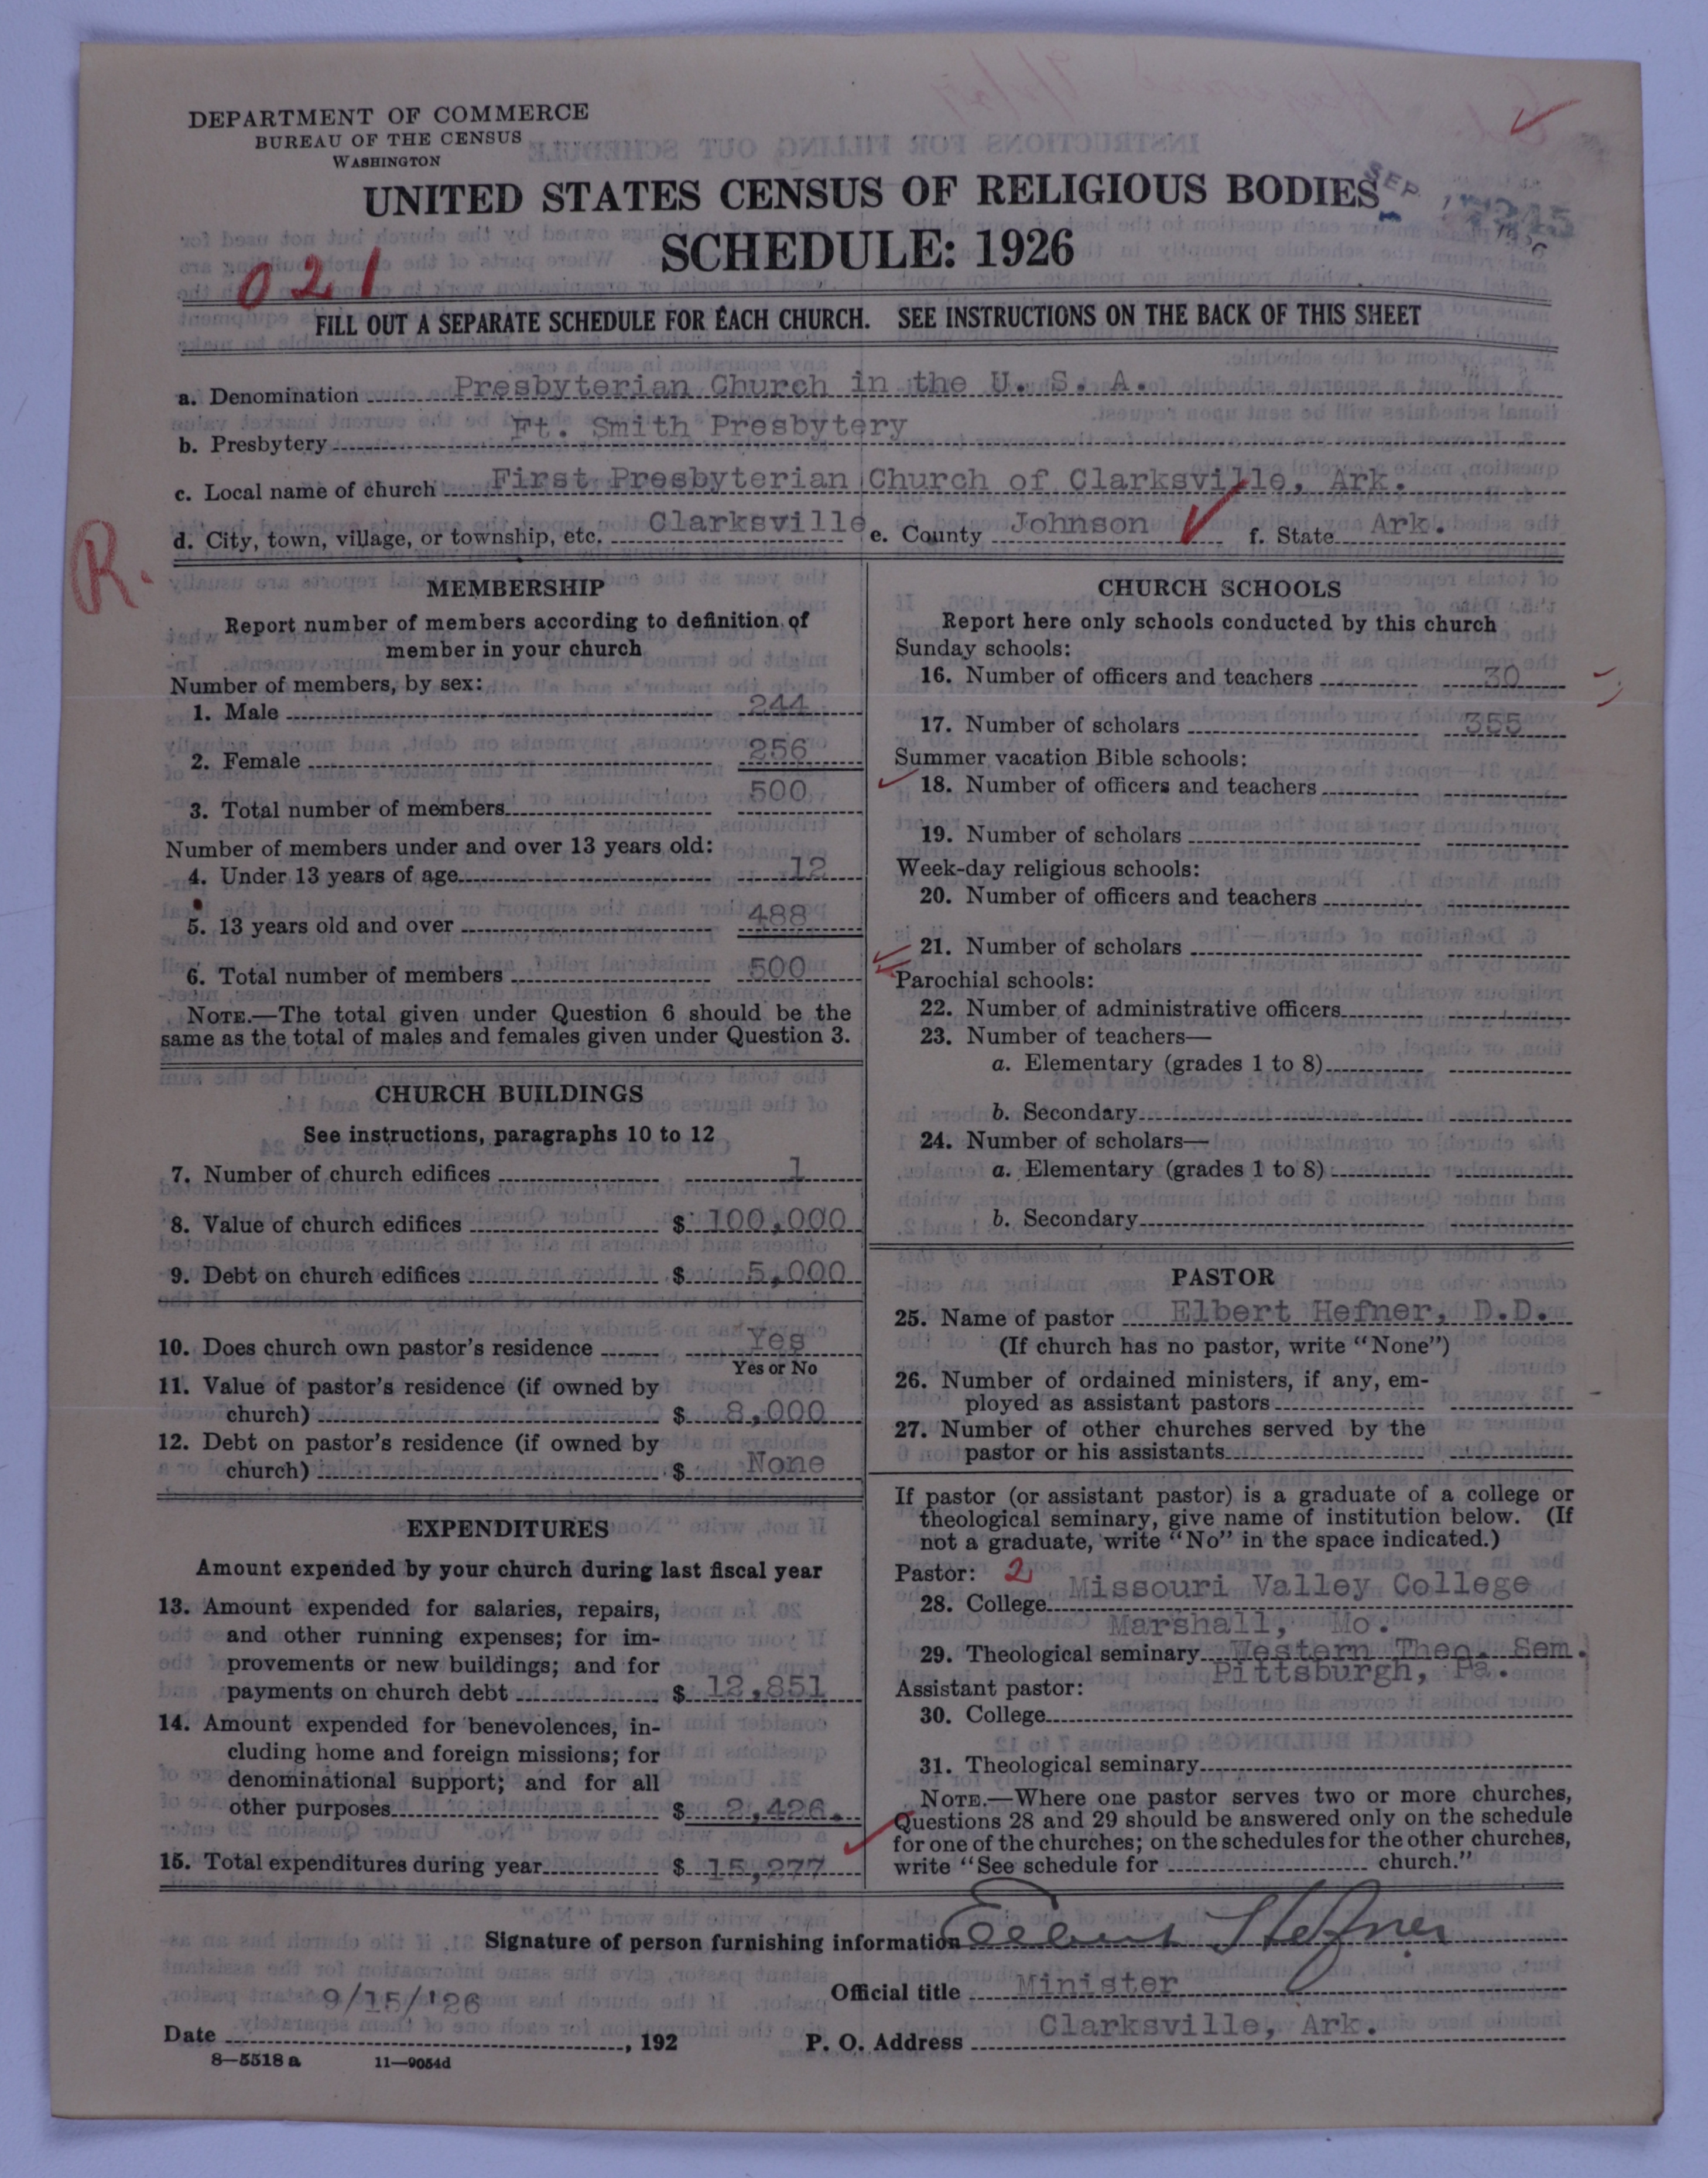 DEPARTMENT OF COMMERCE
BUREAU OF THE CENSUS
WASHINGTON
UNITED STATES CENSUS OF RELIGIOUS BODIES
SCHEDULE: 1926
021
FILL OUT A SEPARATE SCHEDULE FOR EACH CHURCH. SEE INSTRUCTIONS ON THE BACK OF THIS SHEET
a. Denomination Presbyterian Church in the U. S. A.
b. Presbytery Ft. Smith Presbytery
c. Local name of church First Presbyterian Church of Clarksville, Ark.
d. City, town, village, or township, etc. Clarksville e. County Johnson f. State Ark.
R.
MEMBERSHIP
Report number of members according to definition of
member in your church
Number of members, by sex:
1. Male 244
2. Female 256
3. Total number of members 500
Number of members under and over 13 years old:
4. Under 13 years of age 12
5. 13 years old and over 488
6. Total number of members 500
NOTE.—The total given under Question 6 should be the
same as the total of males and females given under Question 3.
CHURCH BUILDINGS
See instructions, paragraphs 10 to 12
7. Number of church edifices 1
8. Value of church edifices $ 100,000
9. Debt on church edifices $ 5,000
10. Does church own pastor's residence Yes
Yes or No
11. Value of pastor's residence (if owned by
church) $ 8,000
12. Debt on pastor's residence (if owned by
church) $ None
EXPENDITURES
Amount expended by your church during last fiscal year
13. Amount expended for salaries, repairs,
and other running expenses; for im-
provements or new buildings; and for
payments on church debt $ 12,851
14. Amount expended for benevolences, in-
cluding home and foreign missions; for
denominational support; and for all
other purposes $ 2,426.
15. Total expenditures during year $ 15,277
CHURCH SCHOOLS
Report here only schools conducted by this church
Sunday schools:
16. Number of officers and teachers 30
17. Number of scholars 355
Summer vacation Bible schools:
18. Number of officers and teachers
19. Number of scholars
Week-day religious schools:
20. Number of officers and teachers
21. Number of scholars
Parochial schools:
22. Number of administrative officers
23. Number of teachers—
a. Elementary (grades 1 to 8)
b. Secondary
24. Number of scholars—
a. Elementary (grades 1 to 8)
b. Secondary
PASTOR
25. Name of pastor Elbert Hefner, D.D.
(If church has no pastor, write "None")
26. Number of ordained ministers, if any, em-
ployed as assistant pastors
27. Number of other churches served by the
pastor or his assistants
If pastor (or assistant pastor) is a graduate of a college or
theological seminary, give name of institution below. (If
not a graduate, write "No" in the space indicated.)
Pastor: 2
28. College Missouri Valley College
Marshall, Mo.
29. Theological seminary Western Theo. Sem.
Pittsburgh, Pa.
Assistant pastor:
30. College
31. Theological seminary
NOTE.—Where one pastor serves two or more churches,
Questions 28 and 29 should be answered only on the schedule
for one of the churches; on the schedules for the other churches,
write "See schedule for church."
Signature of person furnishing information Elbert Hefner
Official title Minister
9/15/'26
Date , 192
P. O. Address Clarksville, Ark.
8—5518 a 11—9054d